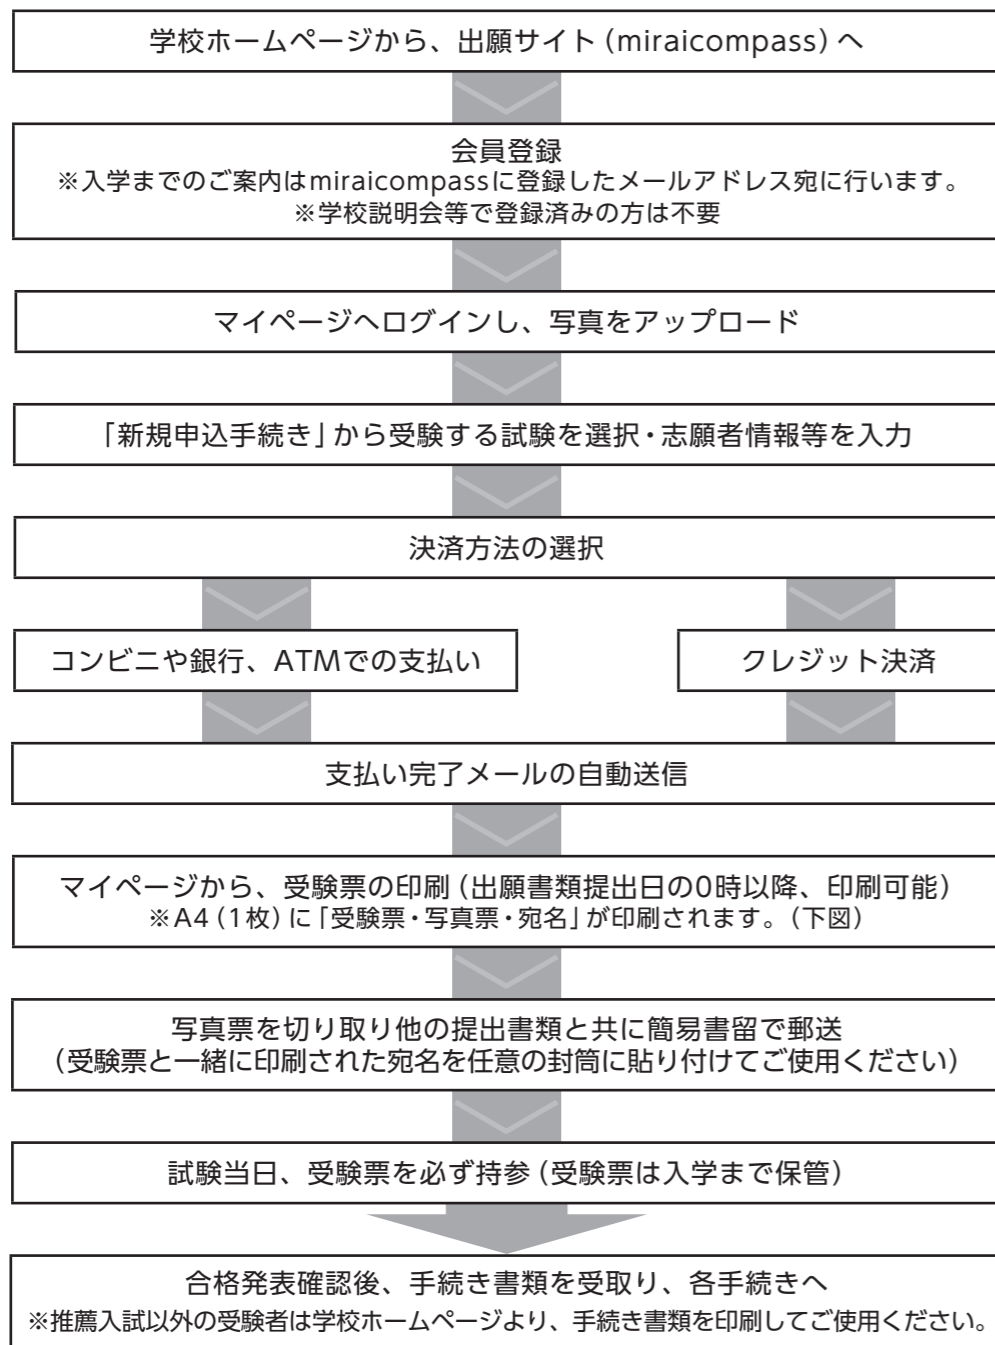 学校ホームページから、出願サイト（miraicompass）へ
会員登録
※入学までのご案内はmiraicompassに登録したメールアドレス宛に行います。
※学校説明会等で登録済みの方は不要
マイページへログインし、写真をアップロード
「新規申込手続き」から受験する試験を選択・志願者情報等を入力
決済方法の選択
コンビニや銀行、ATMでの支払い
クレジット決済
支払い完了メールの自動送信
マイページから、受験票の印刷（出願書類提出日の0時以降、印刷可能）
※A4（1枚）に「受験票・写真票・宛名」が印刷されます。（下図）
写真票を切り取り他の提出書類と共に簡易書留で郵送
（受験票と一緒に印刷された宛名を任意の封筒に貼り付けてご使用ください）
試験当日、受験票を必ず持参（受験票は入学まで保管）
合格発表確認後、手続き書類を受取り、各手続きへ
※推薦入試以外の受験者は学校ホームページより、手続き書類を印刷してご使用ください。